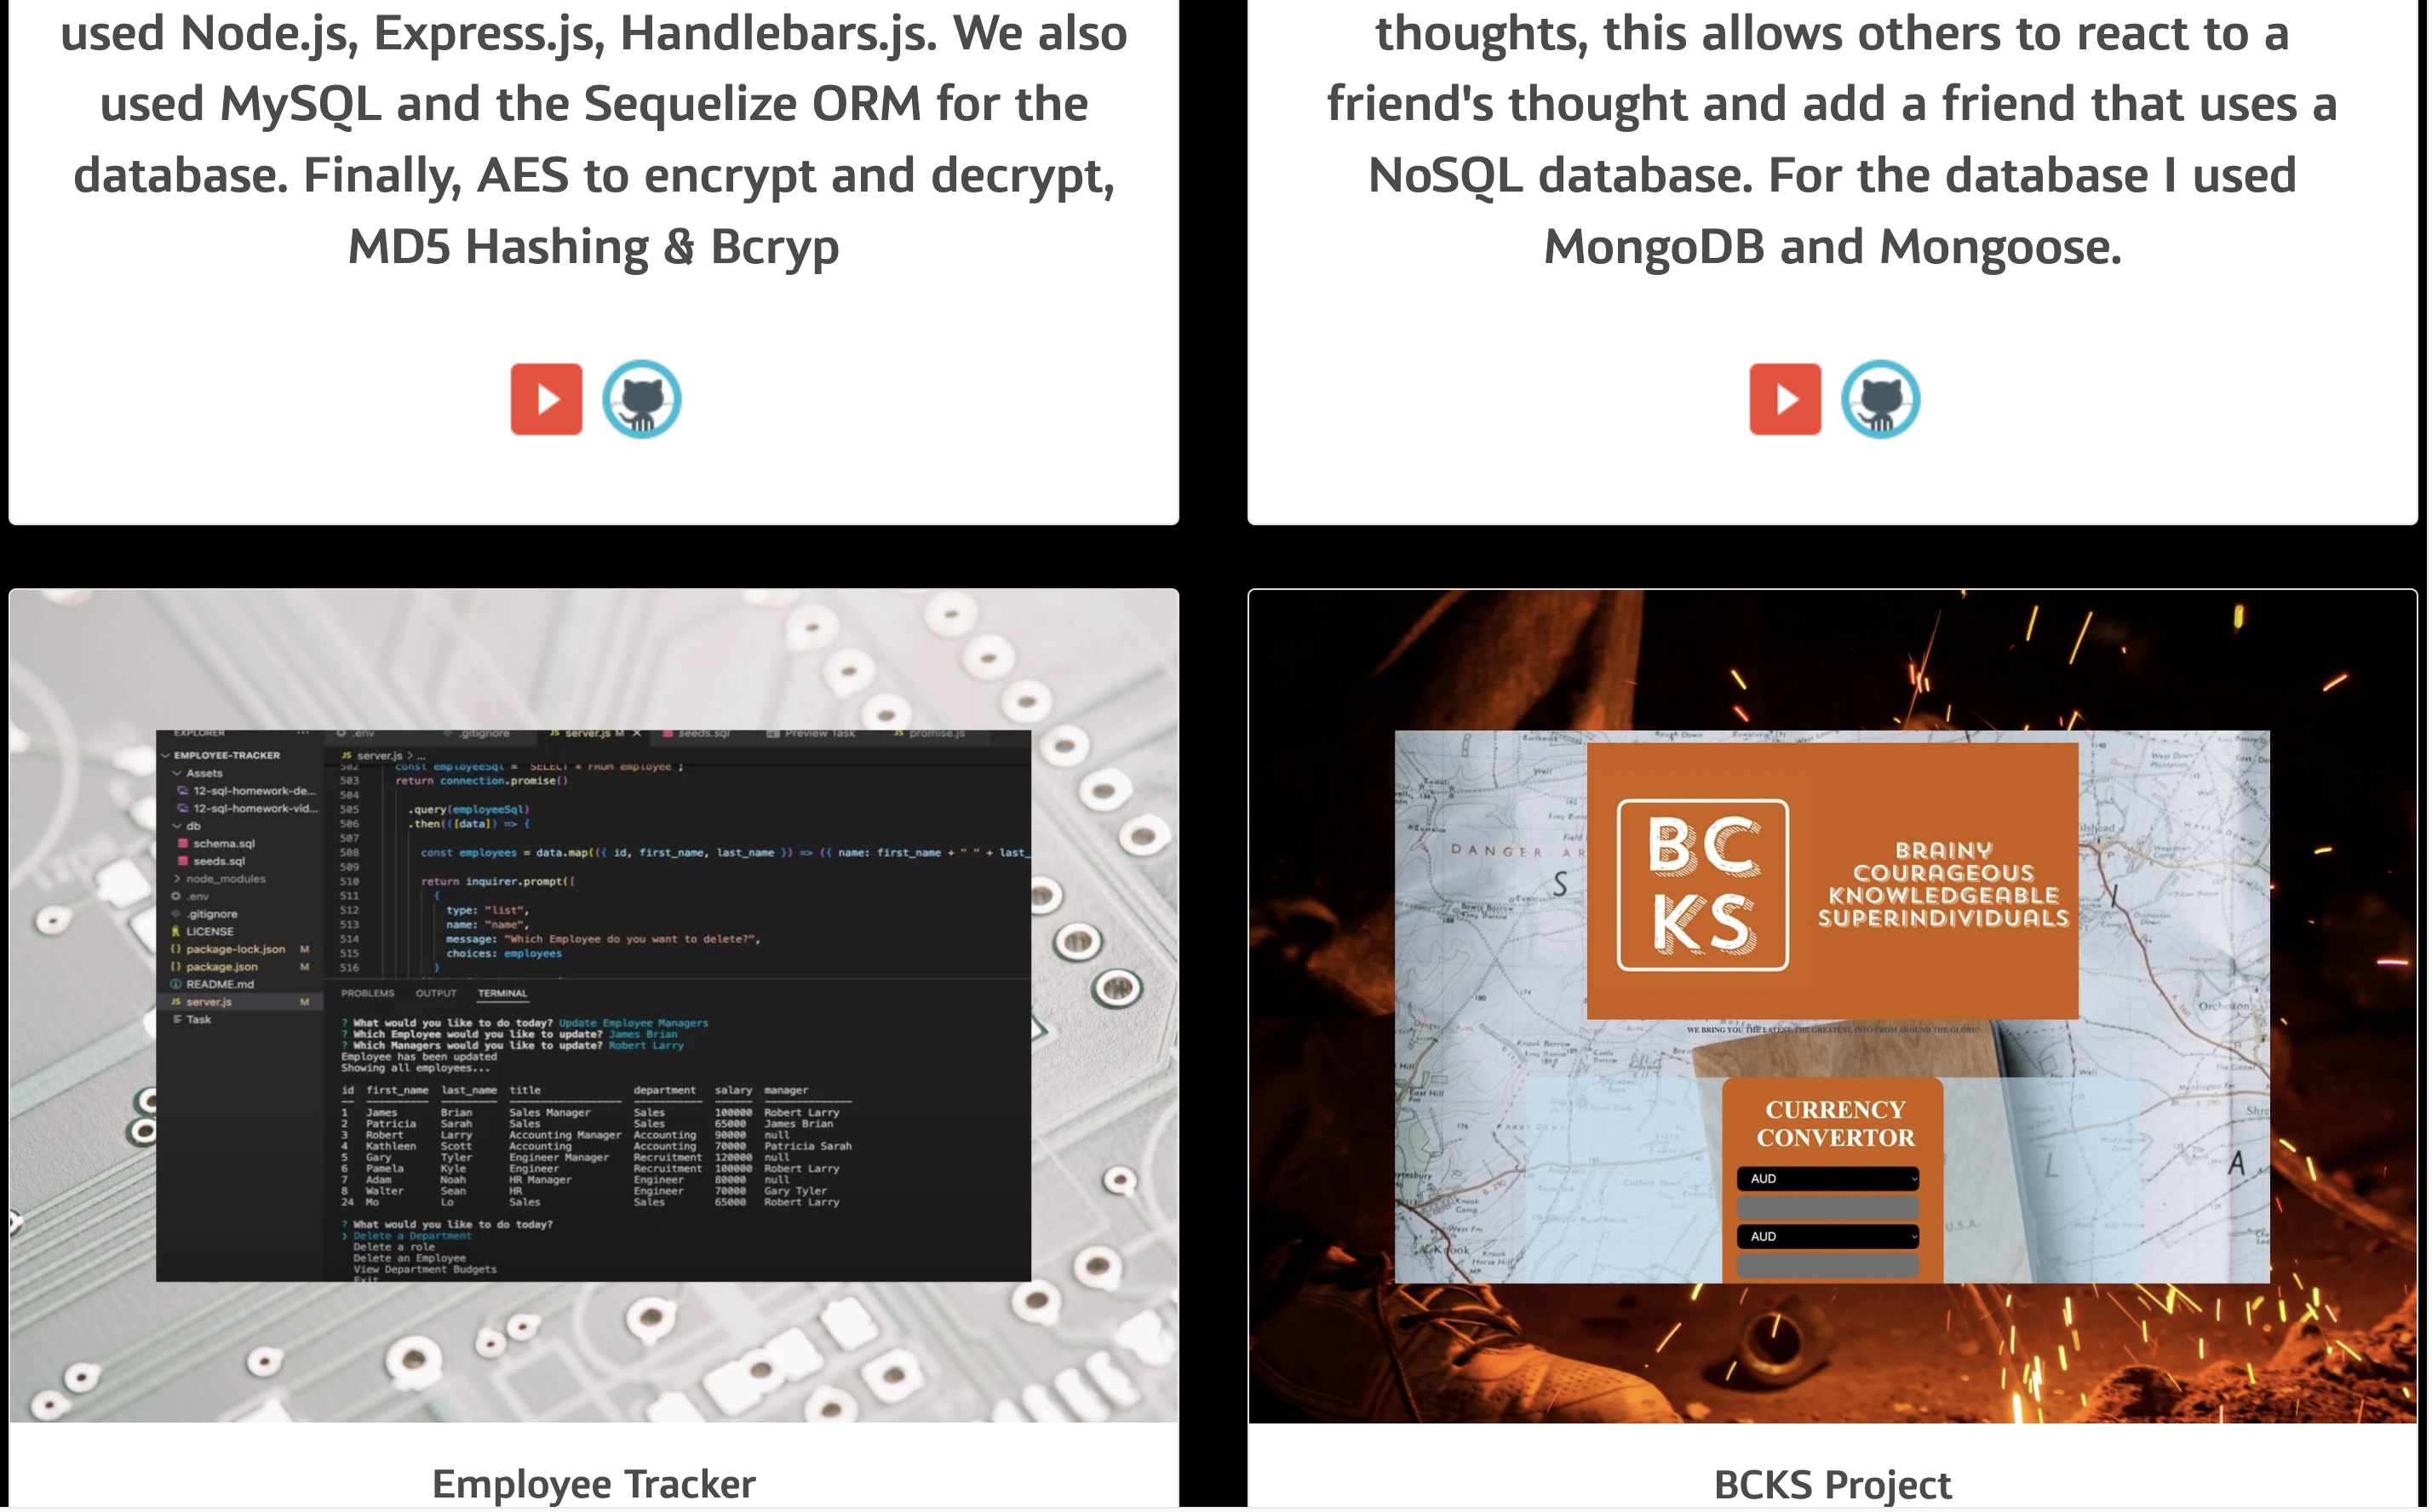 used Node.js, Express.js, Handlebars.js. We also
used MySQL and the Sequelize ORM for the
database. Finally, AES to encrypt and decrypt,
MD5 Hashing & Bcryp
thoughts, this allows others to react to a
friend's thought and add a friend that uses a
NoSQL database. For the database I used
MongoDB and Mongoose.
EXPLORER
EMPLOYEE-TRACKER
Assets
12-sql-homework-de...
12-sql-homework-vid...
db
schema.sql
seeds.sql
node_modules
.env
.gitignore
LICENSE
package-lock.json M
package.json M
README.md
server.js M
Task
.env .gitignore JS server.js M × seeds.sql Preview Task JS promise.js
JS server.js > ...
502 const employeeSql = `SELECT * FROM employee`;
503 return connection.promise()
504
505 .query(employeeSql)
506 .then(([data]) => {
507
508 const employees = data.map(({ id, first_name, last_name }) => ({ name: first_name + " " + last_
509
510 return inquirer.prompt([
511 {
512 type: "list",
513 name: "name",
514 message: "Which Employee do you want to delete?",
515 choices: employees
516 }
PROBLEMS OUTPUT TERMINAL
? What would you like to do today? Update Employee Managers
? Which Employee would you like to update? James Brian
? Which Managers would you like to update? Robert Larry
Employee has been updated
Showing all employees...
id first_name last_name title department salary manager
1 James Brian Sales Manager Sales 100000 Robert Larry
2 Patricia Sarah Sales Sales 65000 James Brian
3 Robert Larry Accounting Manager Accounting 90000 null
4 Kathleen Scott Accounting Accounting 70000 Patricia Sarah
5 Gary Tyler Engineer Manager Recruitment 120000 null
6 Pamela Kyle Engineer Recruitment 100000 Robert Larry
7 Adam Noah HR Manager Engineer 80000 null
8 Walter Sean HR Engineer 70000 Gary Tyler
24 Mo Lo Sales Sales 65000 Robert Larry
? What would you like to do today?
❯ Delete a Department
Delete a role
Delete an Employee
View Department Budgets
Exit
Employee Tracker
DANGER AR
S
BC
KS
BRAINY
COURAGEOUS
KNOWLEDGEABLE
SUPERINDIVIDUALS
WE BRING YOU THE LATEST, THE GREATEST, INFO FROM AROUND THE GLOBE!
Orcheston
Knook
Camp
Knook
Horse Hill
L
A
U.S.A.
CURRENCY
CONVERTOR
AUD
AUD
BCKS Project